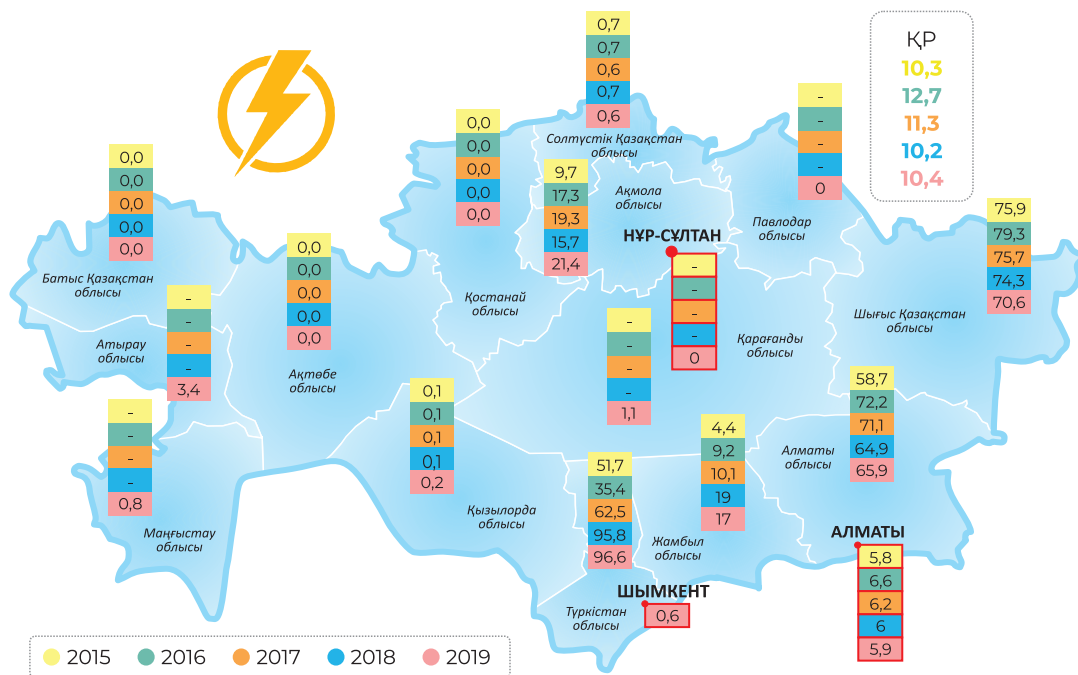 0,7
0,7
0,6
0,7
0,6
Солтүстік Қазақстан
облысы
ҚР
10,3
12,7
11,3
10,2
10,4
-
-
-
-
0
Павлодар
облысы
0,0
0,0
0,0
0,0
0,0
Қостанай
облысы
0,0
0,0
0,0
0,0
0,0
Батыс Қазақстан
облысы
9,7
17,3
19,3
15,7
21,4
Ақмола
облысы
НҰР-СҰЛТАН
-
-
-
-
0
75,9
79,3
75,7
74,3
70,6
Шығыс Қазақстан
облысы
0,0
0,0
0,0
0,0
0,0
Ақтөбе
облысы
-
-
-
-
3,4
Атырау
облысы
-
-
-
-
1,1
Қарағанды
облысы
58,7
72,2
71,1
64,9
65,9
Алматы
облысы
0,1
0,1
0,1
0,1
0,2
Қызылорда
облысы
-
-
-
-
0,8
Маңғыстау
облысы
4,4
9,2
10,1
19
17
Жамбыл
облысы
51,7
35,4
62,5
95,8
96,6
Түркістан
облысы
ШЫМКЕНТ
0,6
АЛМАТЫ
5,8
6,6
6,2
6
5,9
2015 2016 2017 2018 2019